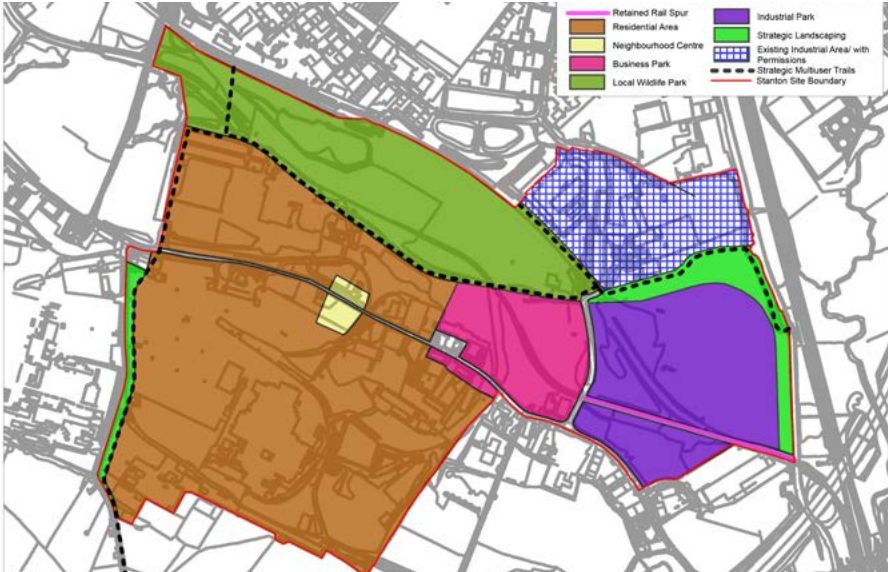 Retained Rail Spur
Residential Area
Neighbourhood Centre
Business Park
Local Wildlife Park
Industrial Park
Strategic Landscaping
Existing Industrial Area/ with
Permissions
Strategic Multiuser Trails
Stanton Site Boundary